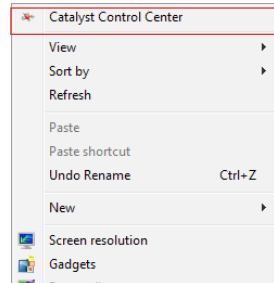 Catalyst Control Center
View
Sort by
Refresh
Paste
Paste shortcut
Undo Rename Ctrl+Z
New
Screen resolution
Gadgets